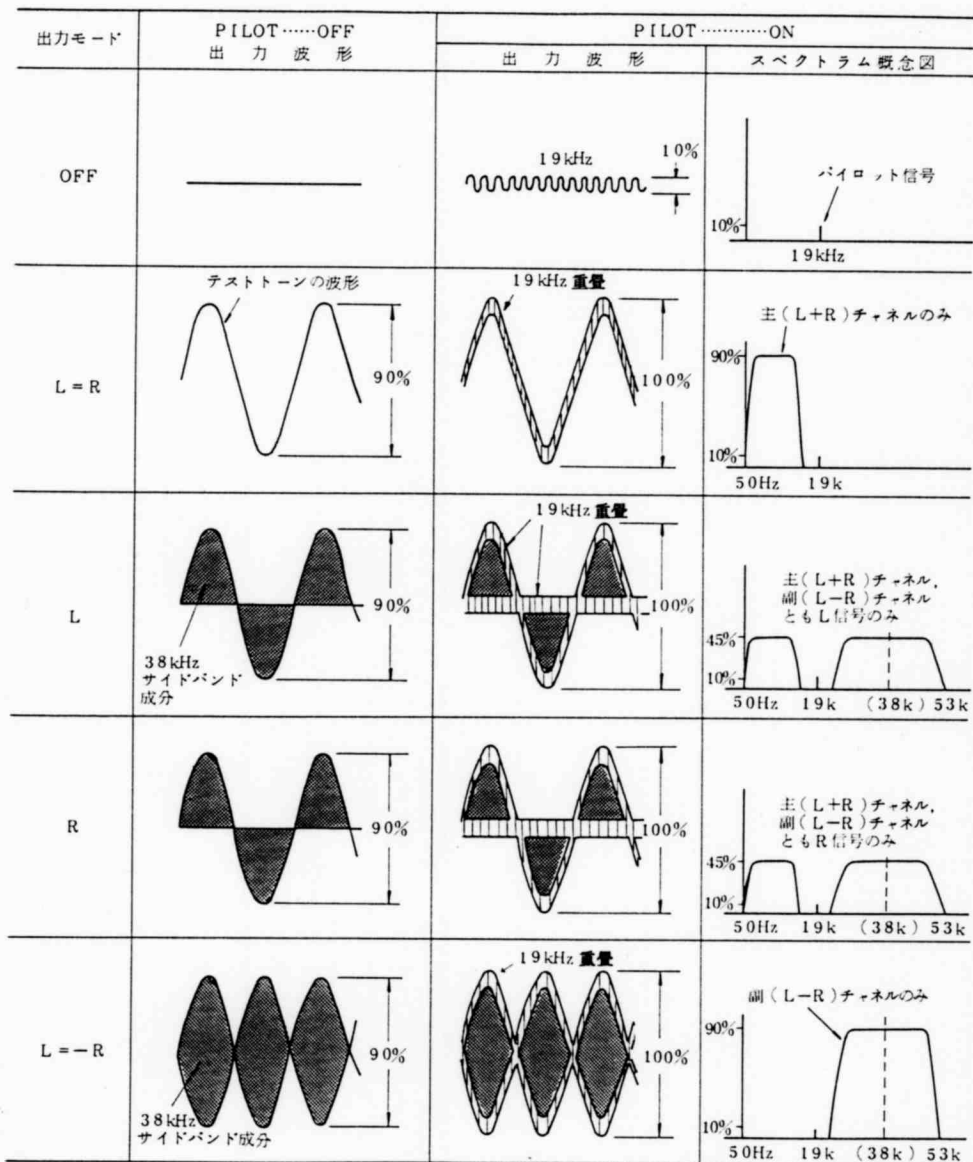 出力モード
PILOT……OFF
出力波形
PILOT…………ON
出力波形
スペクトラム概念図
OFF
19kHz
10%
パイロット信号
10%
19kHz
L=R
テストトーンの波形
90%
19kHz 重畳
100%
主(L+R)チャネルのみ
90%
10%
50Hz 19k
L
38kHz
サイドバンド
成分
90%
19kHz 重畳
100%
主(L+R)チャネル,
副(L-R)チャネル
ともL信号のみ
45%
10%
50Hz 19k (38k) 53k
R
90%
100%
主(L+R)チャネル,
副(L-R)チャネル
ともR信号のみ
45%
10%
50Hz 19k (38k) 53k
L=-R
38kHz
サイドバンド成分
90%
19kHz 重畳
100%
副(L-R)チャネルのみ
90%
10%
50Hz 19k (38k) 53k